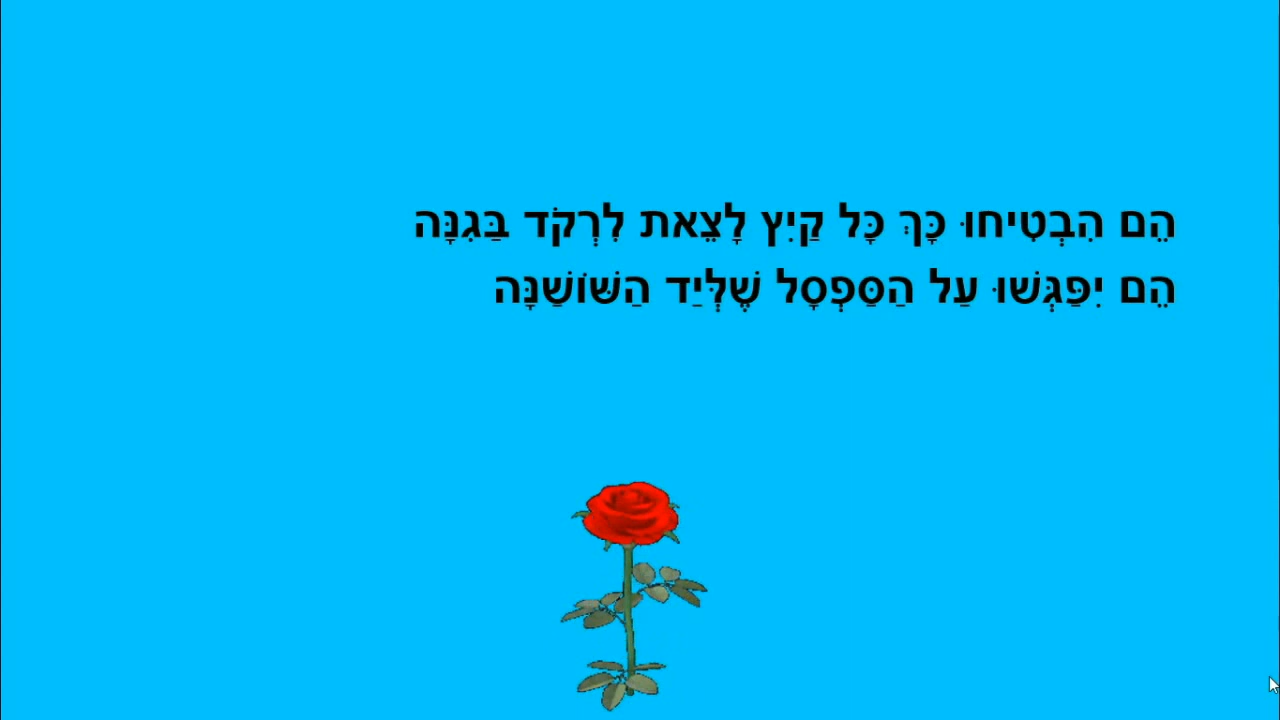 הֵם הִבְטִיחוּ כָּךְ כָּל קַיִץ לָצֵאת לִרְקֹד בַּגִנָּה
הֵם יִפַּגְּשׁוּ עַל הַסַּפְסָל שֶׁלְּיַד הַשּׁוֹשַׁנָּה